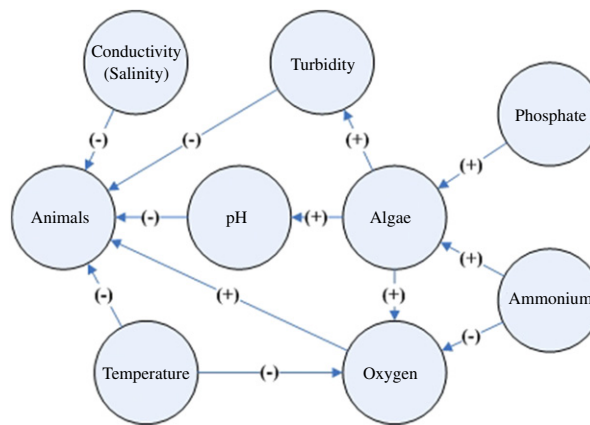 Conductivity
(Salinity)
Turbidity
Phosphate
(-)
(-)
(+)
(+)
Animals
(-)
pH
(+)
Algae
(+)
Ammonium
(-)
(+)
(+)
(-)
Temperature
(-)
Oxygen